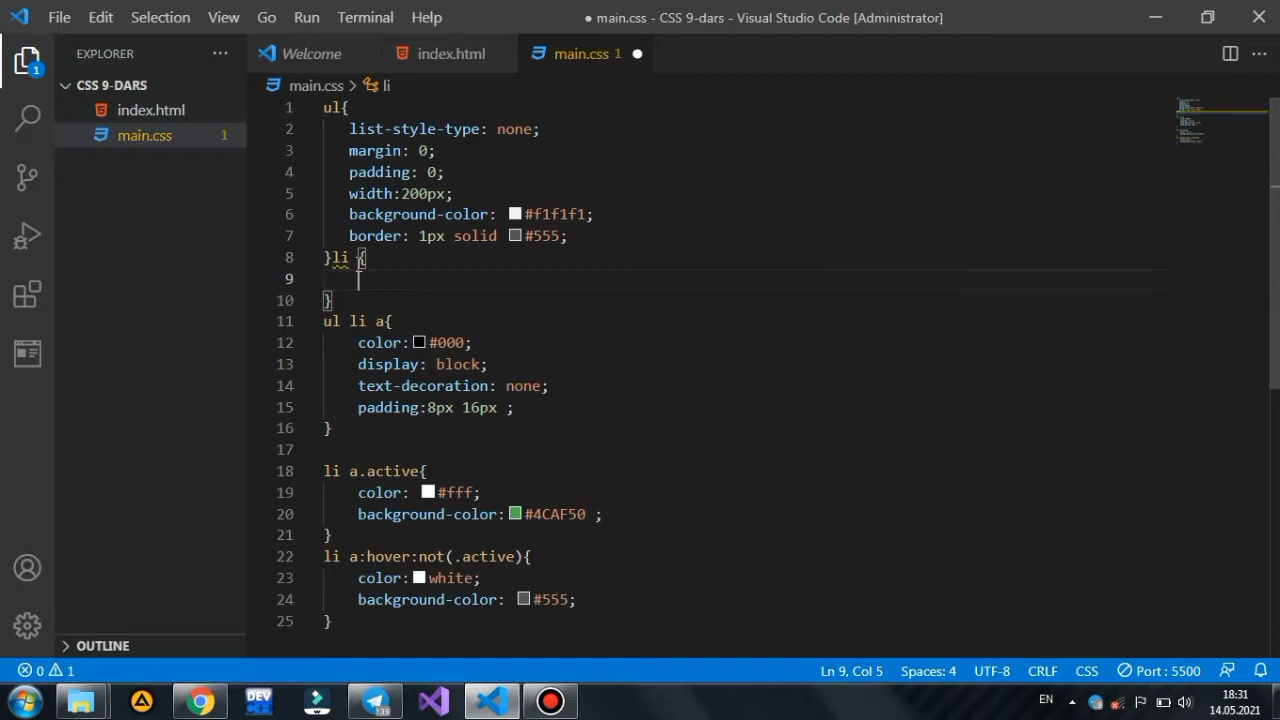 File Edit Selection View Go Run Terminal Help ● main.css - CSS 9-dars - Visual Studio Code [Administrator]
EXPLORER ··· Welcome index.html main.css 1 ●
CSS 9-DARS
main.css > li
index.html
main.css 1
1
1 ul{
2 list-style-type: none;
3 margin: 0;
4 padding: 0;
5 width:200px;
6 background-color: #f1f1f1;
7 border: 1px solid #555;
8 }li {
9
10 }
11 ul li a{
12 color: #000;
13 display: block;
14 text-decoration: none;
15 padding:8px 16px ;
16 }
17
18 li a.active{
19 color: #fff;
20 background-color: #4CAF50 ;
21 }
22 li a:hover:not(.active){
23 color: white;
24 background-color: #555;
25 }
OUTLINE
0 1 Ln 9, Col 5 Spaces: 4 UTF-8 CRLF CSS Port : 5500
DEV
139
EN
18:31
14.05.2021